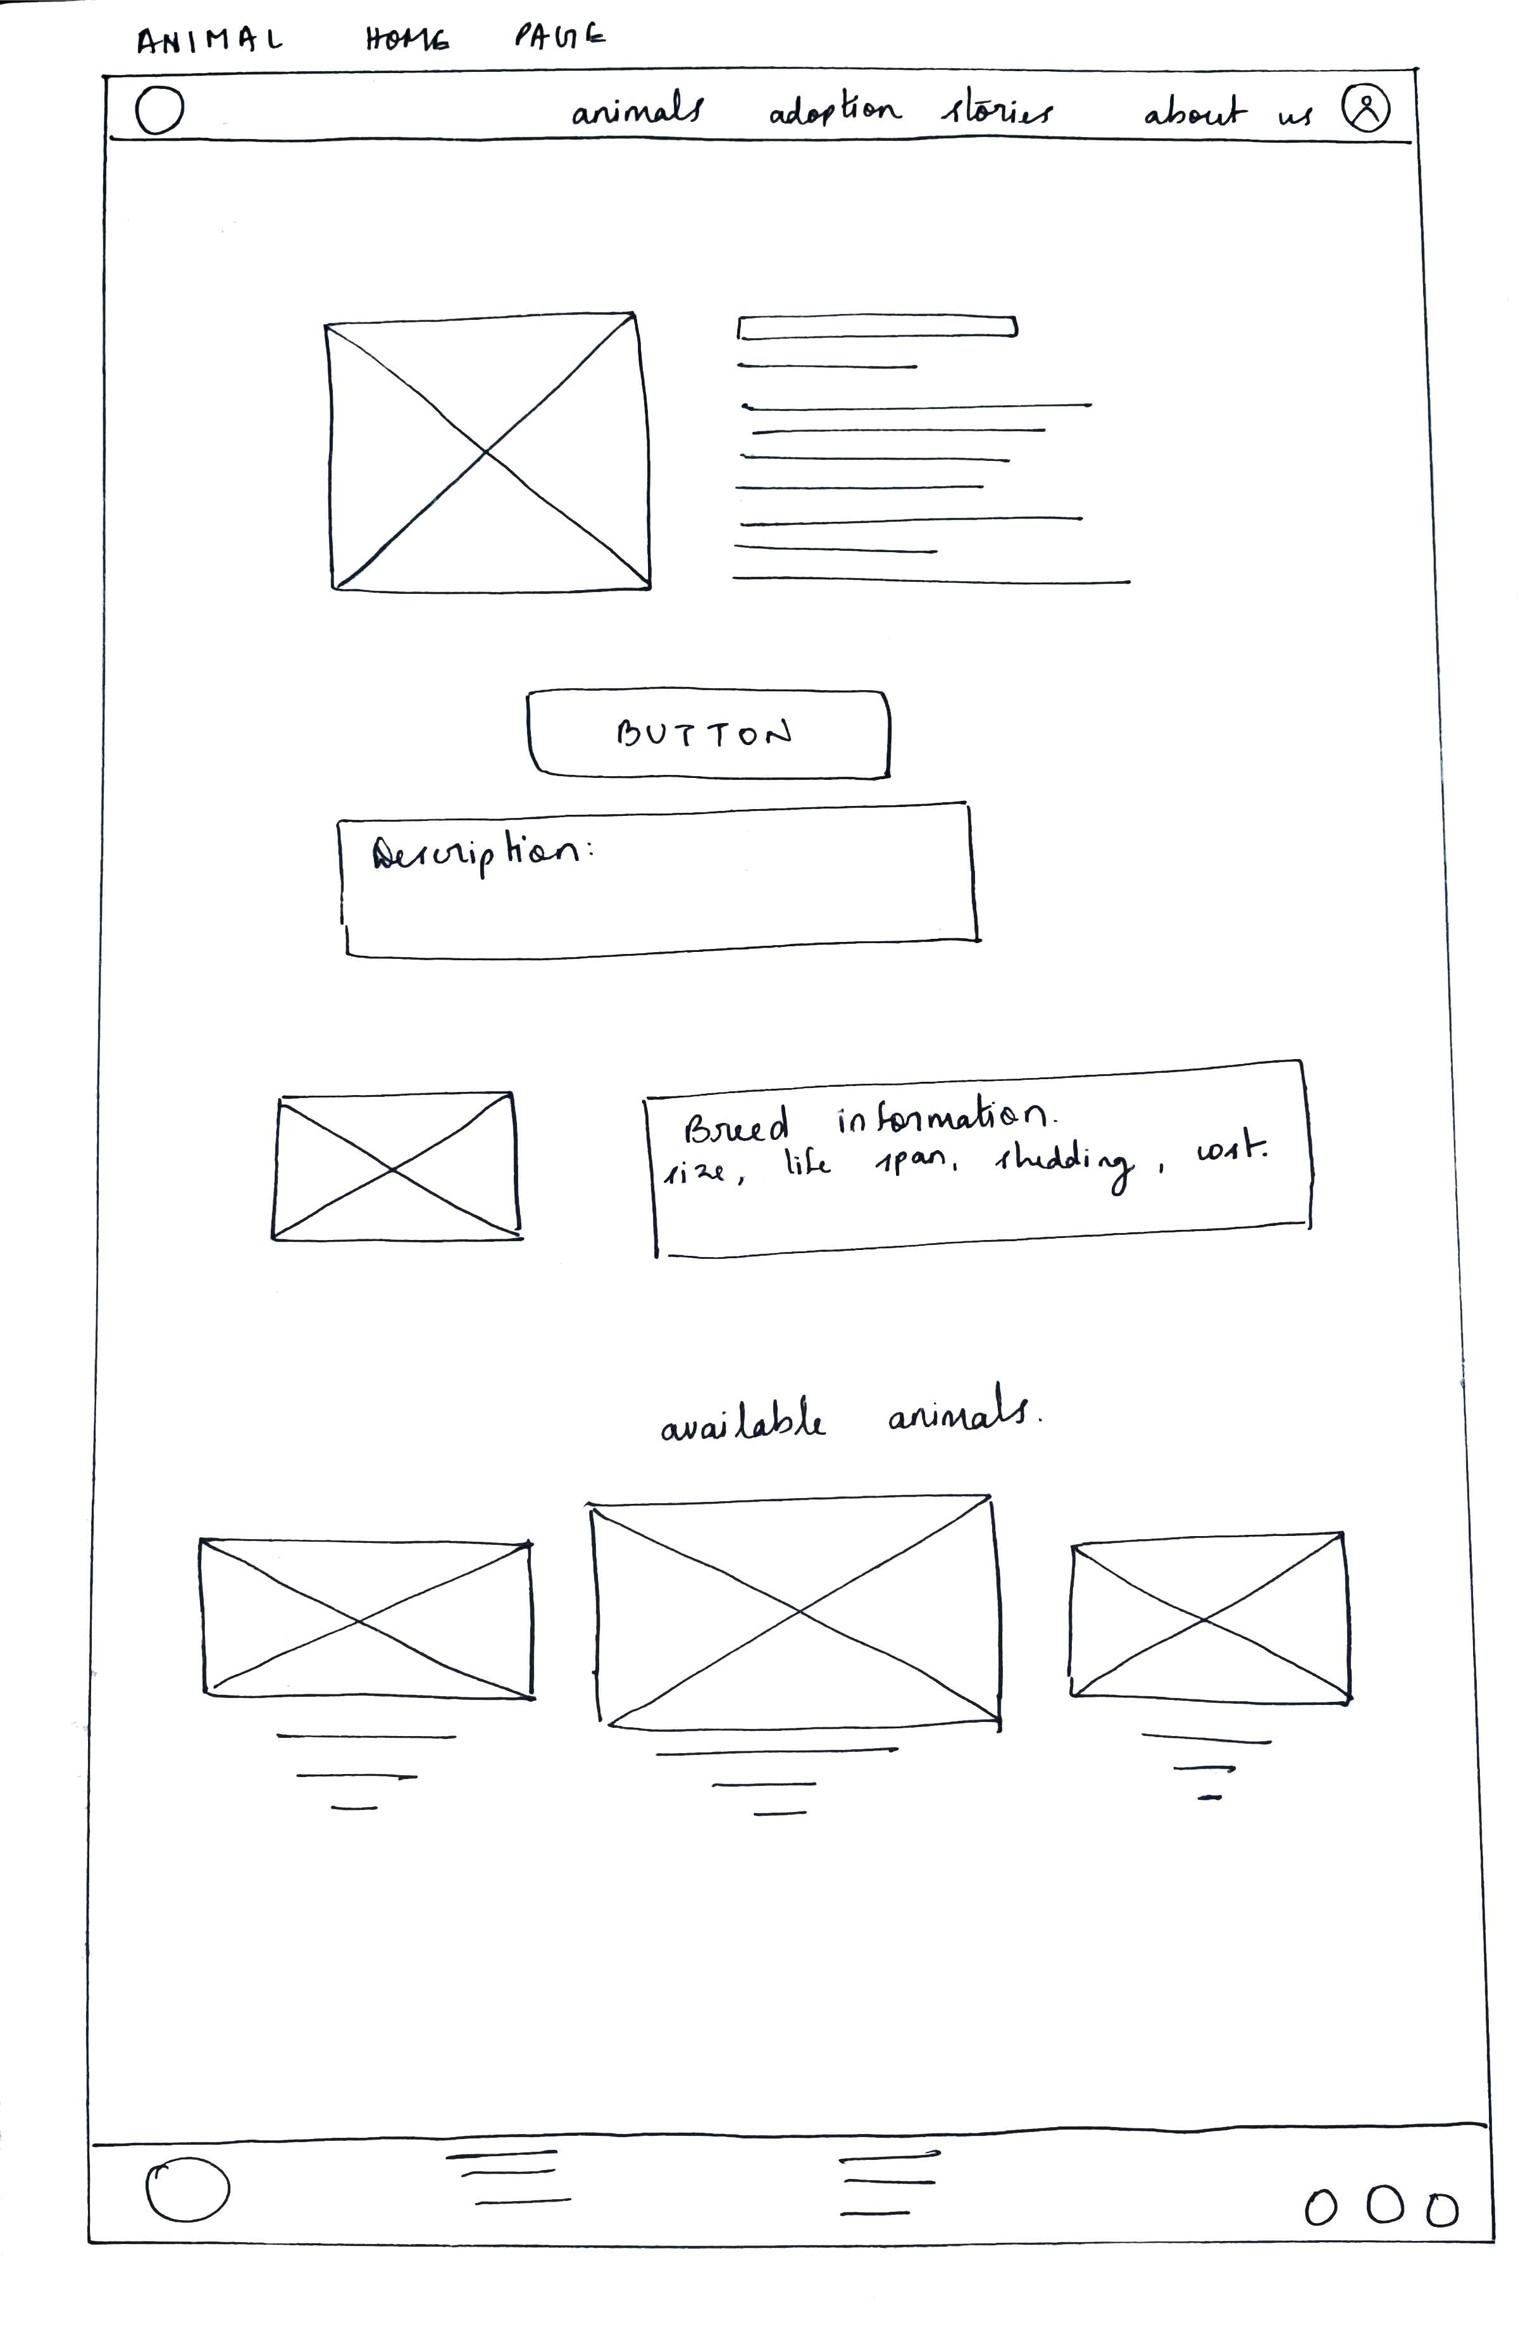 ANIMAL HOME PAGE
animals adoption stories about us
BUTTON
Description:
Breed information.
size, life span, shedding, cost.
available animals.